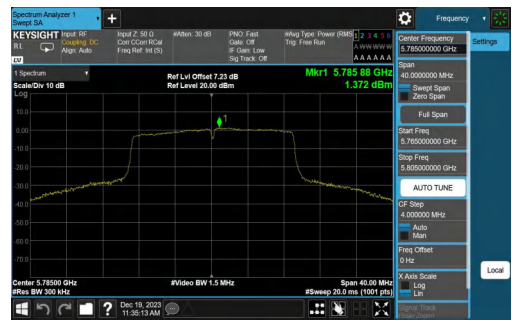 Spectrum Analyzer 1
Swept SA
+
Frequency
KEYSIGHT
Input: RF
Input Z: 50 Ω
#Atten: 30 dB
PNO: Fast
#Avg Type: Power (RMS
1 2 3 4 5 6
RL
Coupling: DC
Corr CCorr RCal
Gate: Off
Trig: Free Run
Align: Auto
Freq Ref: Int (S)
IF Gain: Low
A W W W W W
Sig Track: Off
A A A A A A
LV
1 Spectrum
Ref Lvl Offset 7.23 dB
Mkr1 5.785 88 GHz
Scale/Div 10 dB
Ref Level 20.00 dBm
1.372 dBm
Log
10.0
1
0.00
-10.0
-20.0
-30.0
-40.0
-50.0
-60.0
-70.0
Center 5.78500 GHz
#Video BW 1.5 MHz
Span 40.00 MHz
#Res BW 300 kHz
#Sweep 20.0 ms (1001 pts)
Center Frequency
5.785000000 GHz
Settings
Span
40.0000000 MHz
Swept Span
Zero Span
Full Span
Start Freq
5.765000000 GHz
Stop Freq
5.805000000 GHz
AUTO TUNE
CF Step
4.000000 MHz
Auto
Man
Freq Offset
0 Hz
X Axis Scale
Log
Lin
Local
Signal Track
(Span Zoom)
?
Dec 19, 2023
11:35:13 AM